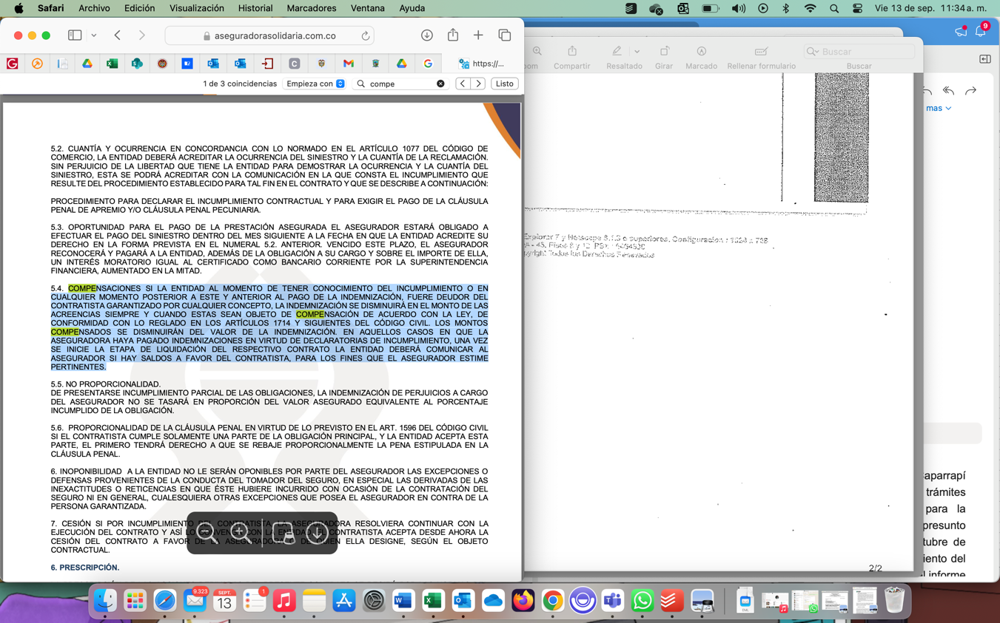 Safari Archivo Edición Visualización Historial Marcadores Ventana Ayuda Vie 13 de sep. 11:34 a. m.
aseguradorasolidaria.com.co
https://...
1 de 3 coincidencias Empieza con compe Listo
5.2. CUANTÍA Y OCURRENCIA EN CONCORDANCIA CON LO NORMADO EN EL ARTÍCULO 1077 DEL CÓDIGO DE
COMERCIO, LA ENTIDAD DEBERÁ ACREDITAR LA OCURRENCIA DEL SINIESTRO Y LA CUANTÍA DE LA RECLAMACIÓN.
SIN PERJUICIO DE LA LIBERTAD QUE TIENE LA ENTIDAD PARA DEMOSTRAR LA OCURRENCIA Y LA CUANTÍA DEL
SINIESTRO, ESTA SE PODRÁ ACREDITAR CON LA COMUNICACIÓN EN LA QUE CONSTA EL INCUMPLIMIENTO QUE
RESULTE DEL PROCEDIMIENTO ESTABLECIDO PARA TAL FIN EN EL CONTRATO Y QUE SE DESCRIBE A CONTINUACIÓN:
PROCEDIMIENTO PARA DECLARAR EL INCUMPLIMIENTO CONTRACTUAL Y PARA EXIGIR EL PAGO DE LA CLÁUSULA
PENAL DE APREMIO Y/O CLÁUSULA PENAL PECUNIARIA.
5.3. OPORTUNIDAD PARA EL PAGO DE LA PRESTACIÓN ASEGURADA EL ASEGURADOR ESTARÁ OBLIGADO A
EFECTUAR EL PAGO DEL SINIESTRO DENTRO DEL MES SIGUIENTE A LA FECHA EN QUE LA ENTIDAD ACREDITE SU
DERECHO EN LA FORMA PREVISTA EN EL NUMERAL 5.2. ANTERIOR. VENCIDO ESTE PLAZO, EL ASEGURADOR
RECONOCERÁ Y PAGARÁ A LA ENTIDAD, ADEMÁS DE LA OBLIGACIÓN A SU CARGO Y SOBRE EL IMPORTE DE ELLA,
UN INTERÉS MORATORIO IGUAL AL CERTIFICADO COMO BANCARIO CORRIENTE POR LA SUPERINTENDENCIA
FINANCIERA, AUMENTADO EN LA MITAD.
5.4. COMPENSACIONES SI LA ENTIDAD AL MOMENTO DE TENER CONOCIMIENTO DEL INCUMPLIMIENTO O EN
CUALQUIER MOMENTO POSTERIOR A ESTE Y ANTERIOR AL PAGO DE LA INDEMNIZACIÓN, FUERE DEUDOR DEL
CONTRATISTA GARANTIZADO POR CUALQUIER CONCEPTO, LA INDEMNIZACIÓN SE DISMINUIRÁ EN EL MONTO DE LAS
ACREENCIAS SIEMPRE Y CUANDO ESTAS SEAN OBJETO DE COMPENSACIÓN DE ACUERDO CON LA LEY, DE
CONFORMIDAD CON LO REGLADO EN LOS ARTÍCULOS 1714 Y SIGUIENTES DEL CÓDIGO CIVIL. LOS MONTOS
COMPENSADOS SE DISMINUIRÁN DEL VALOR DE LA INDEMNIZACIÓN. EN AQUELLOS CASOS EN QUE LA
ASEGURADORA HAYA PAGADO INDEMNIZACIONES EN VIRTUD DE DECLARATORIAS DE INCUMPLIMIENTO, UNA VEZ
SE INICIE LA ETAPA DE LIQUIDACIÓN DEL RESPECTIVO CONTRATO LA ENTIDAD DEBERÁ COMUNICAR AL
ASEGURADOR SI HAY SALDOS A FAVOR DEL CONTRATISTA, PARA LOS FINES QUE EL ASEGURADOR ESTIME
PERTINENTES.
5.5. NO PROPORCIONALIDAD.
DE PRESENTARSE INCUMPLIMIENTO PARCIAL DE LAS OBLIGACIONES, LA INDEMNIZACIÓN DE PERJUICIOS A CARGO
DEL ASEGURADOR NO SE TASARÁ EN PROPORCIÓN DEL VALOR ASEGURADO EQUIVALENTE AL PORCENTAJE
INCUMPLIDO DE LA OBLIGACIÓN.
5.6. PROPORCIONALIDAD DE LA CLÁUSULA PENAL EN VIRTUD DE LO PREVISTO EN EL ART. 1596 DEL CÓDIGO CIVIL
SI EL CONTRATISTA CUMPLE SOLAMENTE UNA PARTE DE LA OBLIGACIÓN PRINCIPAL, Y LA ENTIDAD ACEPTA ESTA
PARTE, EL PRIMERO TENDRÁ DERECHO A QUE SE REBAJE PROPORCIONALMENTE LA PENA ESTIPULADA EN LA
CLÁUSULA PENAL.
6. INOPONIBILIDAD A LA ENTIDAD NO LE SERÁN OPONIBLES POR PARTE DEL ASEGURADOR LAS EXCEPCIONES O
DEFENSAS PROVENIENTES DE LA CONDUCTA DEL TOMADOR DEL SEGURO, EN ESPECIAL LAS DERIVADAS DE LAS
INEXACTITUDES O RETICENCIAS EN QUE ÉSTE HUBIERE INCURRIDO CON OCASIÓN DE LA CONTRATACIÓN DEL
SEGURO NI EN GENERAL, CUALESQUIERA OTRAS EXCEPCIONES QUE POSEA EL ASEGURADOR EN CONTRA DE LA
PERSONA GARANTIZADA.
7. CESIÓN SI POR INCUMPLIMIENTO DEL CONTRATISTA, LA ASEGURADORA RESOLVIERA CONTINUAR CON LA
EJECUCIÓN DEL CONTRATO Y ASÍ LO CONVENGA CON LA ENTIDAD, EL CONTRATISTA ACEPTA DESDE AHORA LA
CESIÓN DEL CONTRATO A FAVOR DE LA ASEGURADORA O DE QUIEN ELLA DESIGNE, SEGÚN EL OBJETO
CONTRACTUAL.
6. PRESCRIPCIÓN.
oom Compartir Resaltado Girar Marcado Rellenar formulario Buscar
Buscar
Explorer 7 y Netscape 8.1.3 o superiores. Configuracion : 1024 x 768
pyright Todos los Derechos Reservados
2/2
9
mas
aparrapí
trámites
para la
presunto
tubre de
iento del
l informe
9.323
SEPT.
13
1